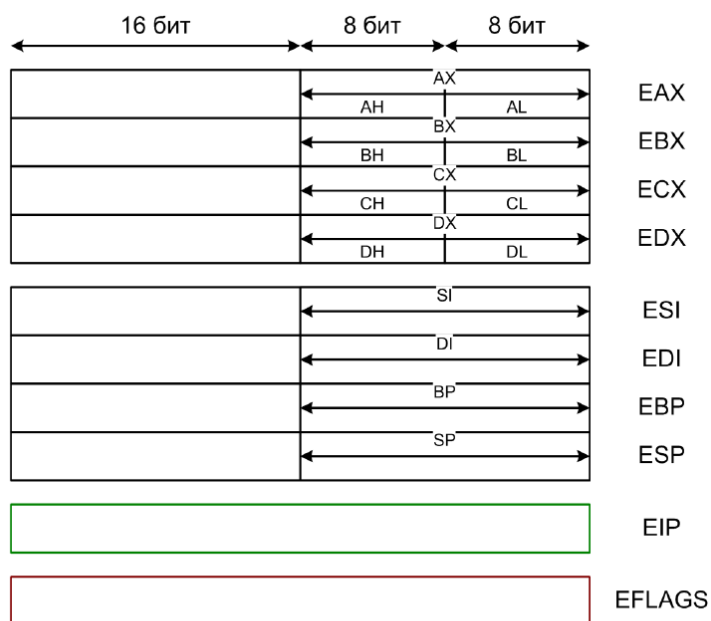 16 бит 8 бит 8 бит
AX
AH AL EAX
BX
BH BL EBX
CX
CH CL ECX
DX
DH DL EDX
SI
ESI
DI
EDI
BP
EBP
SP
ESP
EIP
EFLAGS